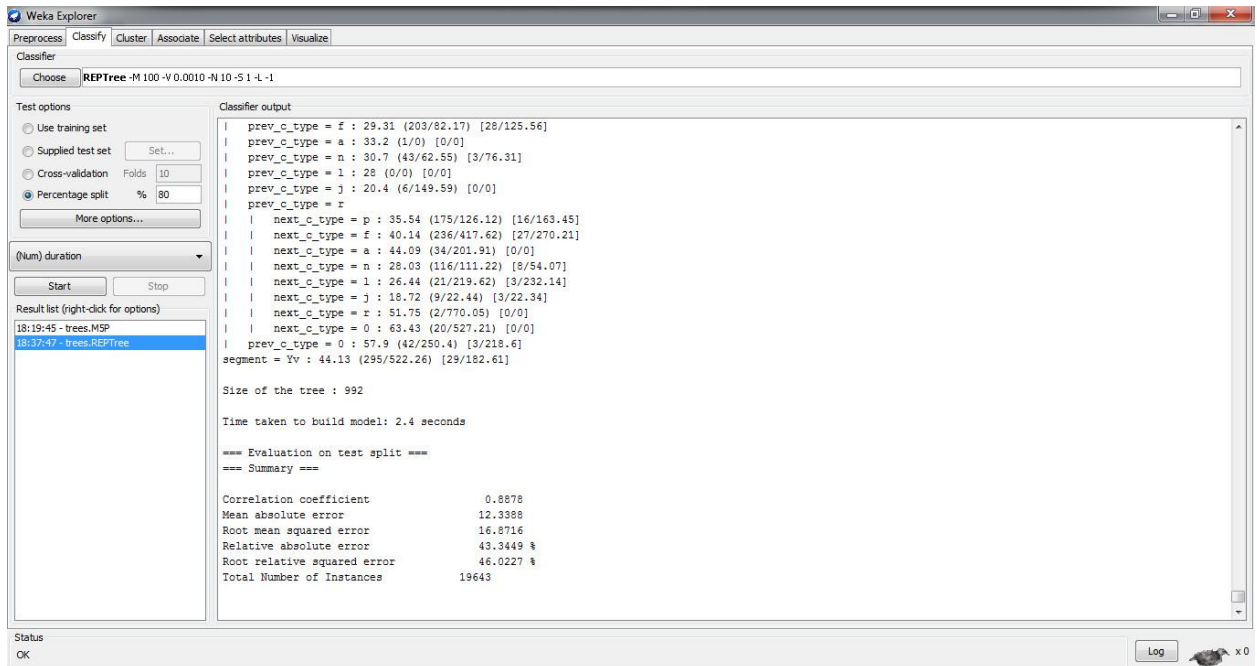 Weka Explorer
Preprocess Classify Cluster Associate Select attributes Visualize
Classifier
Choose REPTree -M 100 -V 0.0010 -N 10 -S 1 -L -1
Test options
Use training set
Supplied test set Set...
Cross-validation Folds 10
Percentage split % 80
More options...
(Num) duration
Start Stop
Result list (right-click for options)
18:19:45 - trees.M5P
18:37:47 - trees.REPTree
Classifier output
| prev_c_type = f : 29.31 (203/82.17) [28/125.56]
| prev_c_type = a : 33.2 (1/0) [0/0]
| prev_c_type = n : 30.7 (43/62.55) [3/76.31]
| prev_c_type = l : 28 (0/0) [0/0]
| prev_c_type = j : 20.4 (6/149.59) [0/0]
| prev_c_type = r
| | next_c_type = p : 35.54 (175/126.12) [16/163.45]
| | next_c_type = f : 40.14 (236/417.62) [27/270.21]
| | next_c_type = a : 44.09 (34/201.91) [0/0]
| | next_c_type = n : 28.03 (116/111.22) [8/54.07]
| | next_c_type = l : 26.44 (21/219.62) [3/232.14]
| | next_c_type = j : 18.72 (9/22.44) [3/22.34]
| | next_c_type = r : 51.75 (2/770.05) [0/0]
| | next_c_type = 0 : 63.43 (20/527.21) [0/0]
| prev_c_type = 0 : 57.9 (42/250.4) [3/218.6]
segment = Yv : 44.13 (295/522.26) [29/182.61]
Size of the tree : 992
Time taken to build model: 2.4 seconds
=== Evaluation on test split ===
=== Summary ===
Correlation coefficient 0.8878
Mean absolute error 12.3388
Root mean squared error 16.8716
Relative absolute error 43.3449 %
Root relative squared error 46.0227 %
Total Number of Instances 19643
Status
OK
Log x 0